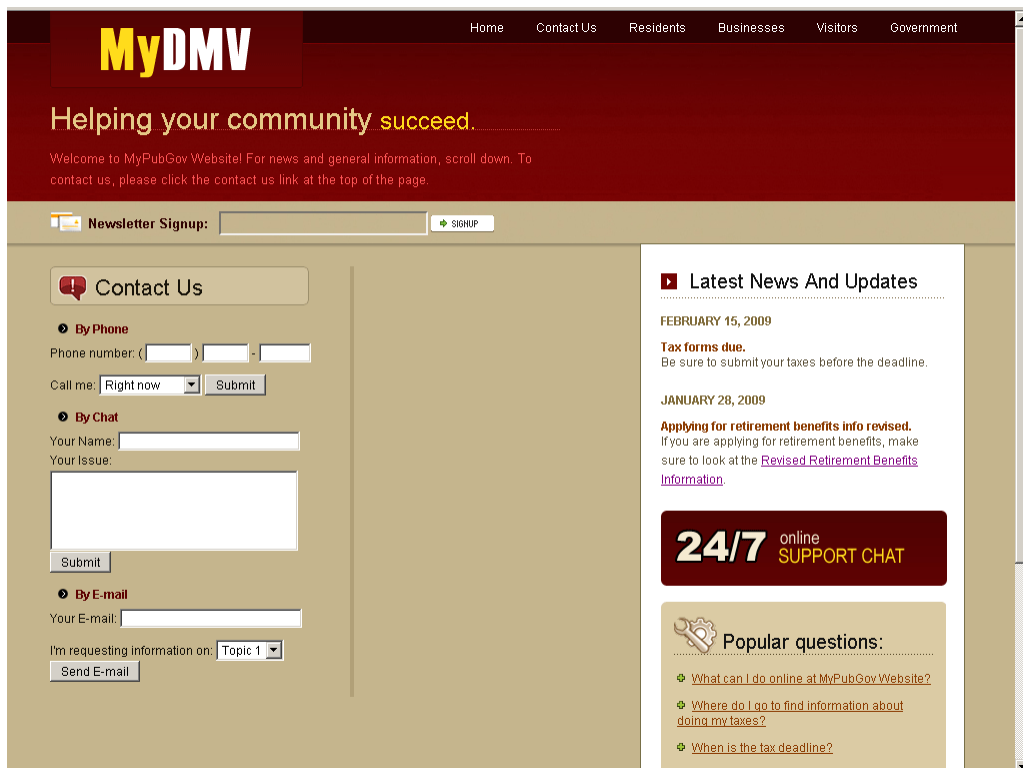 Home Contact Us Residents Businesses Visitors Government
MyDMV
Helping your community succeed.
Welcome to MyPubGov Website! For news and general information, scroll down. To
contact us, please click the contact us link at the top of the page.
Newsletter Signup: SIGNUP
Contact Us
By Phone
Phone number: ( ) -
Call me: Right now Submit
By Chat
Your Name:
Your Issue:
Submit
By E-mail
Your E-mail:
I'm requesting information on: Topic 1
Send E-mail
Latest News And Updates
FEBRUARY 15, 2009
Tax forms due.
Be sure to submit your taxes before the deadline.
JANUARY 28, 2009
Applying for retirement benefits info revised.
If you are applying for retirement benefits, make
sure to look at the Revised Retirement Benefits
Information.
24/7 online
SUPPORT CHAT
Popular questions:
What can I do online at MyPubGov Website?
Where do I go to find information about
doing my taxes?
When is the tax deadline?